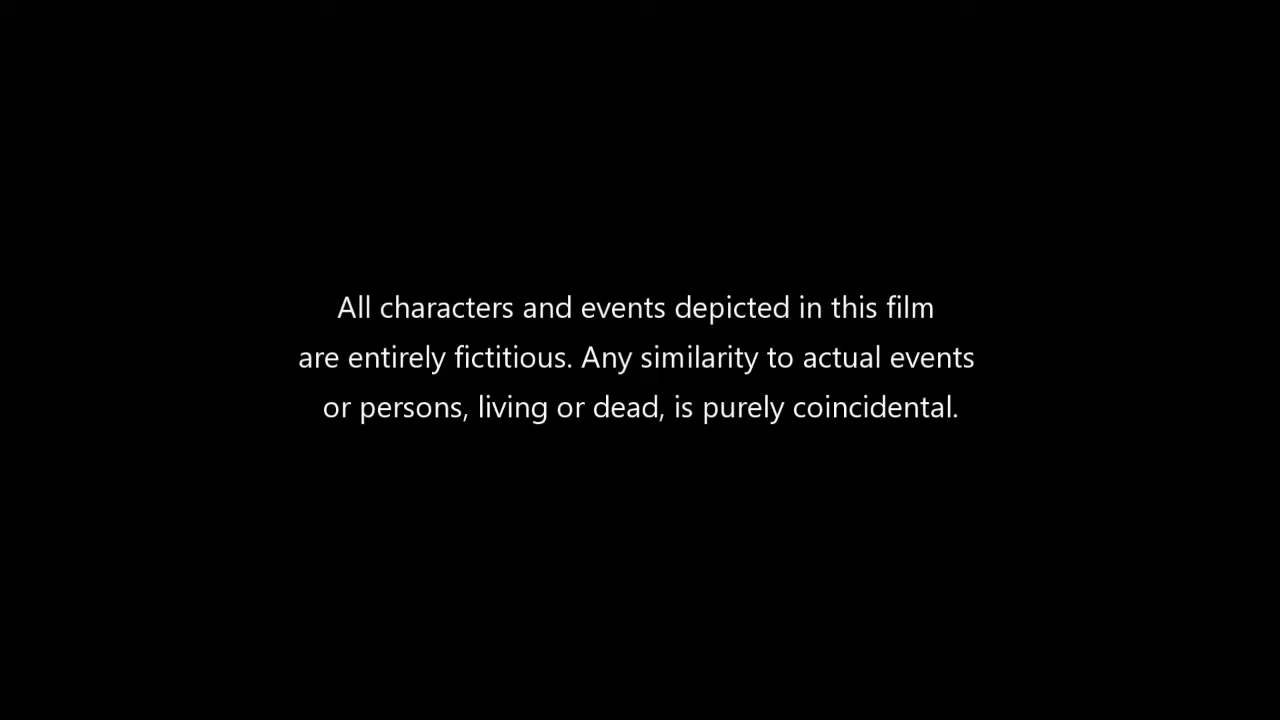 All characters and events depicted in this film
are entirely fictitious. Any similarity to actual events
or persons, living or dead, is purely coincidental.